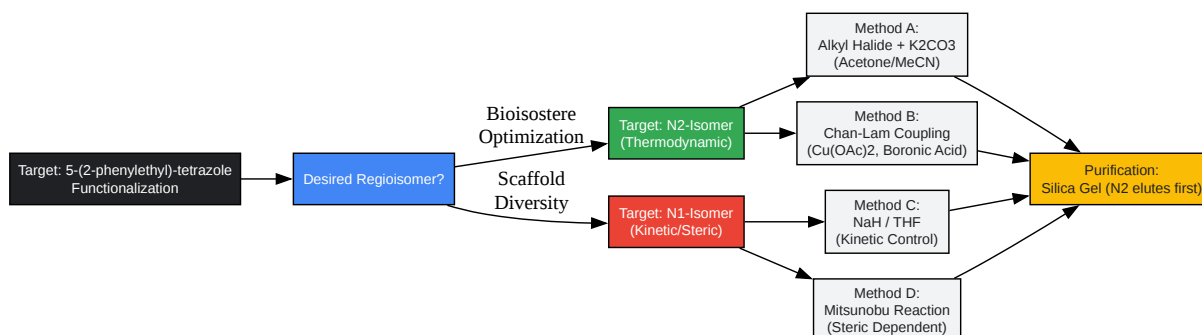 Target: 5-(2-phenylethyl)-tetrazole
Functionalization
Desired Regioisomer?
Bioisostere
Optimization
Scaffold
Diversity
Target: N2-Isomer
(Thermodynamic)
Target: N1-Isomer
(Kinetic/Steric)
Method A:
Alkyl Halide + K2CO3
(Acetone/MeCN)
Method B:
Chan-Lam Coupling
(Cu(OAc)2, Boronic Acid)
Method C:
NaH / THF
(Kinetic Control)
Method D:
Mitsunobu Reaction
(Steric Dependent)
Purification:
Silica Gel (N2 elutes first)